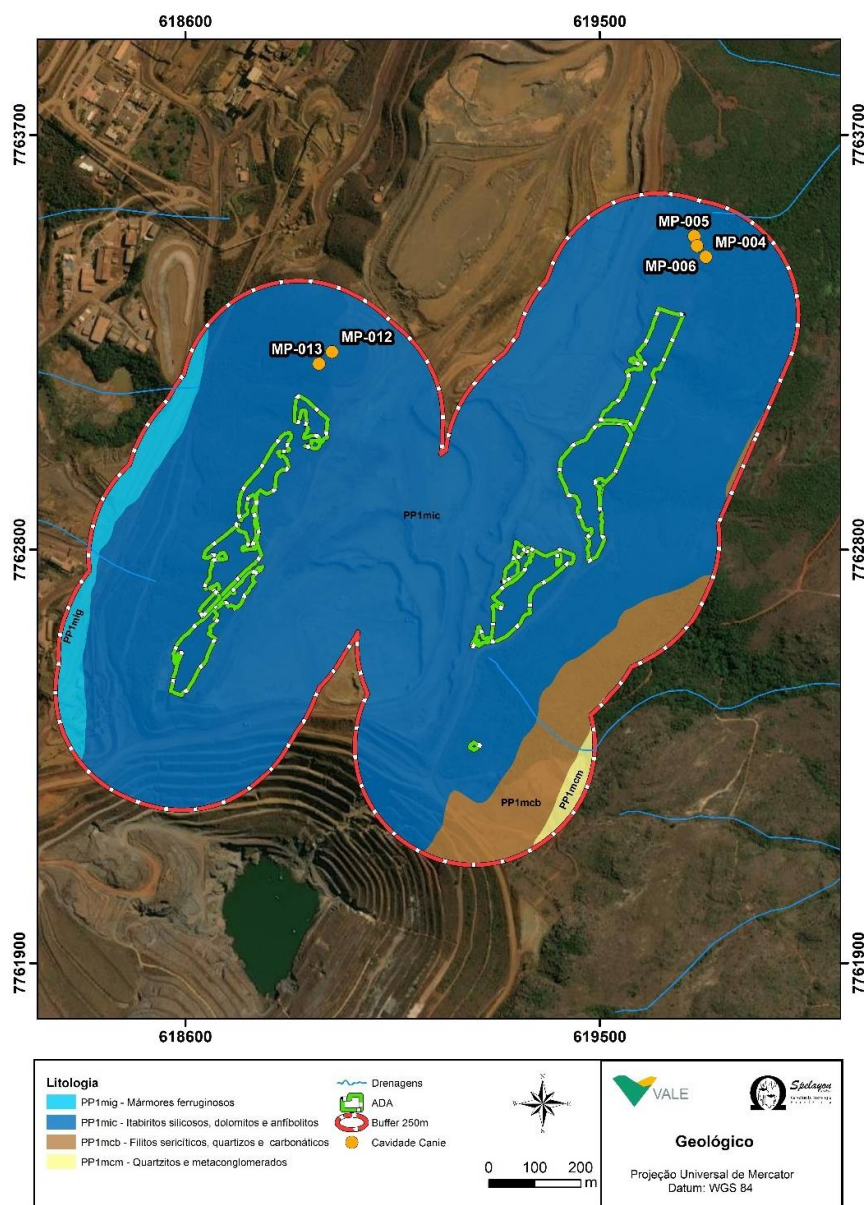 618600
619500
7763700
7763700
MP-005
MP-004
MP-006
MP-012
MP-013
PP1mic
7762800
7762800
PP1mig
PP1mcm
PP1mcb
7761900
7761900
618600
619500
Litologia
PP1mig - Mármores ferruginosos
PP1mic - Itabiritos silicosos, dolomitos e anfíbolitos
PP1mcb - Filitos sericíticos, quartizos e carbonáticos
PP1mcm - Quartzitos e metaconglomerados
Drenagens
ADA
Buffer 250m
Cavidade Canie
0 100 200
m
VALE
Spelayon
Geológico
Projeção Universal de Mercator
Datum: WGS 84